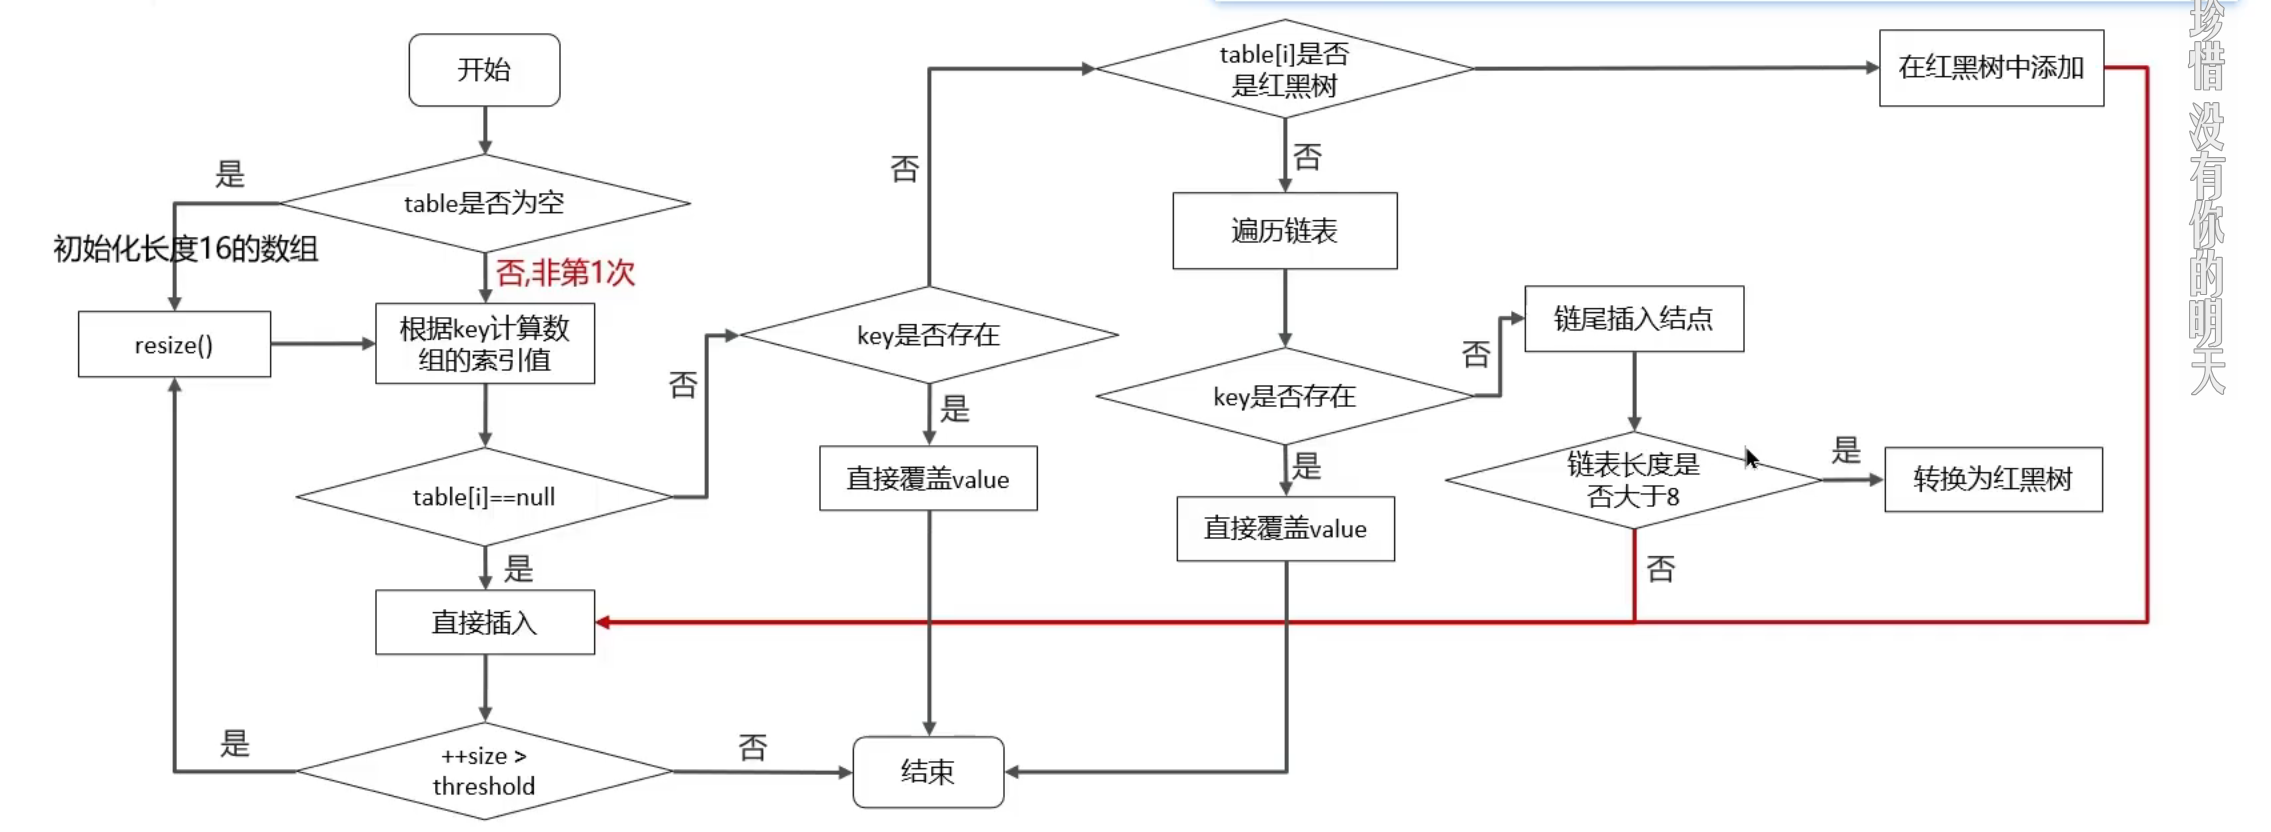 开始
table是否为空
是
初始化长度16的数组
否,非第1次
resize()
根据key计算数
组的索引值
table[i]==null
否
是
直接插入
++size >
threshold
是
否
key是否存在
否
是
直接覆盖value
结束
table[i]是否
是红黑树
在红黑树中添加
否
遍历链表
key是否存在
否
是
直接覆盖value
链尾插入结点
链表长度是
否大于8
是
转换为红黑树
否
珍惜 没有你的明天